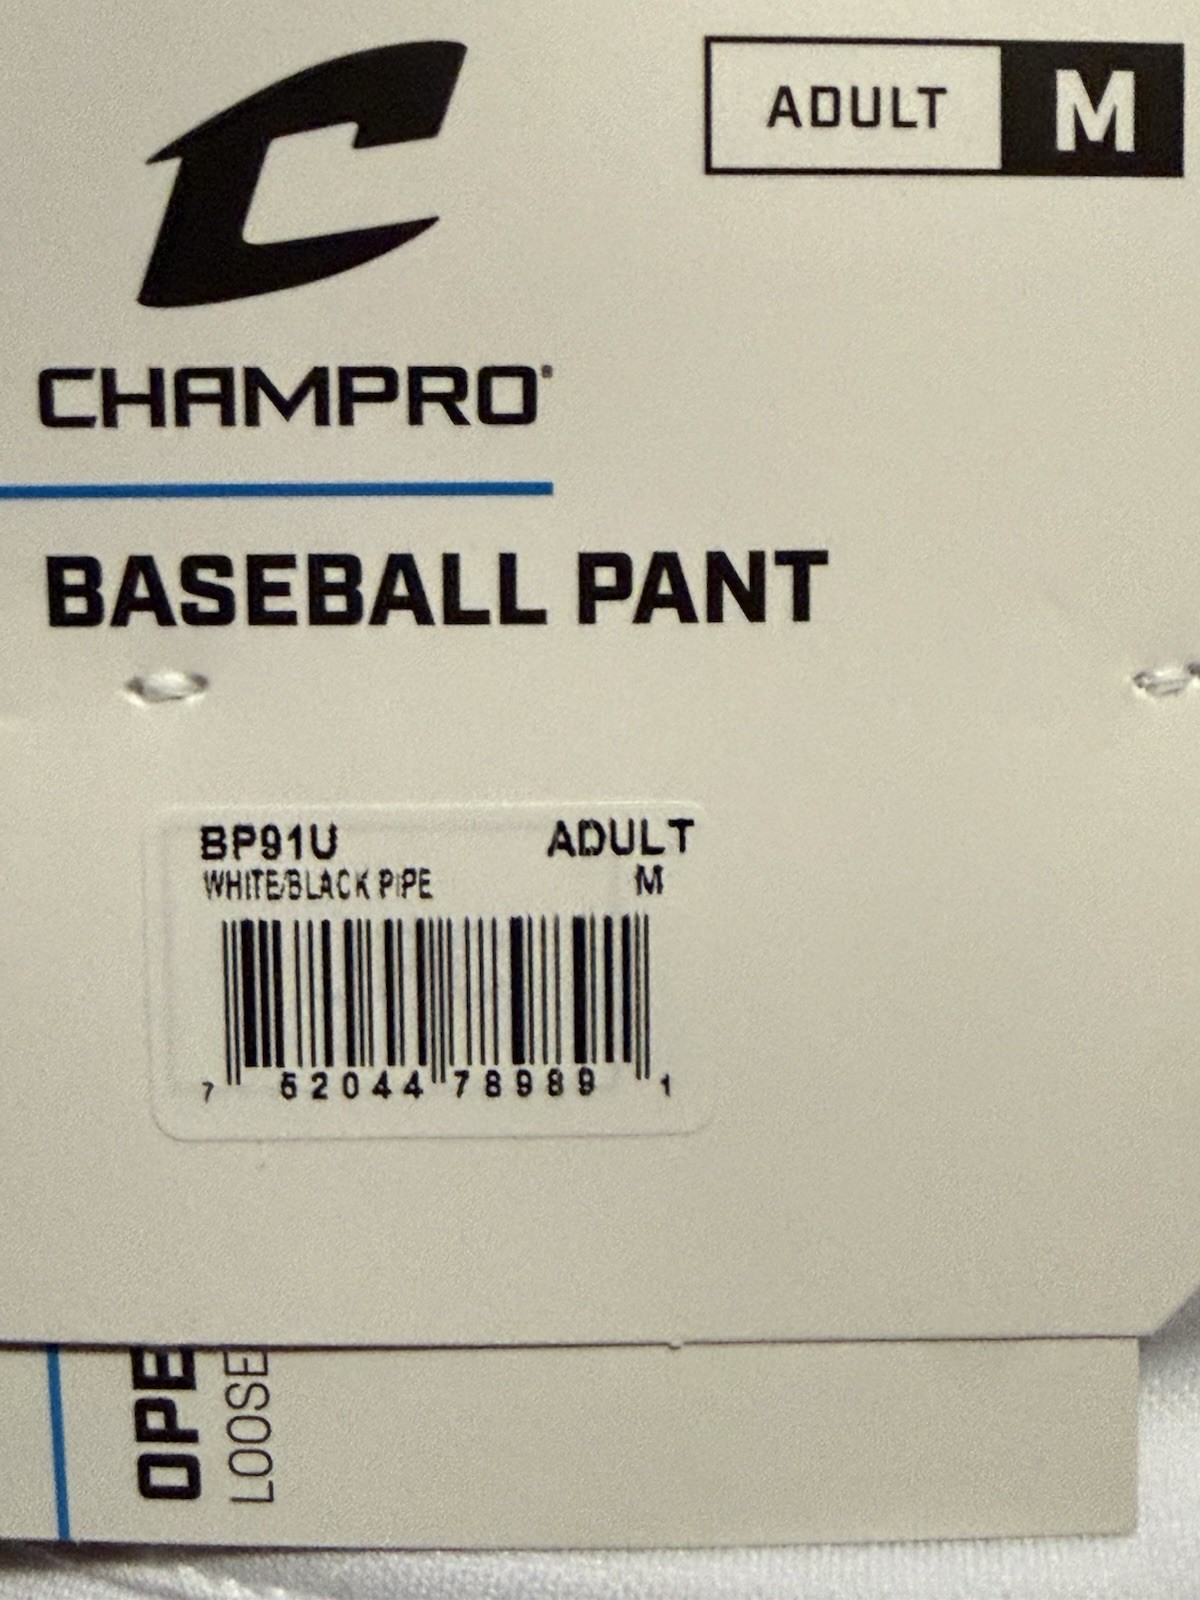 ADULT M
CHAMPRO®
BASEBALL PANT
BP91U ADULT
WHITE/BLACK PIPE M
7 52044 78989 1
OPE
LOOSE